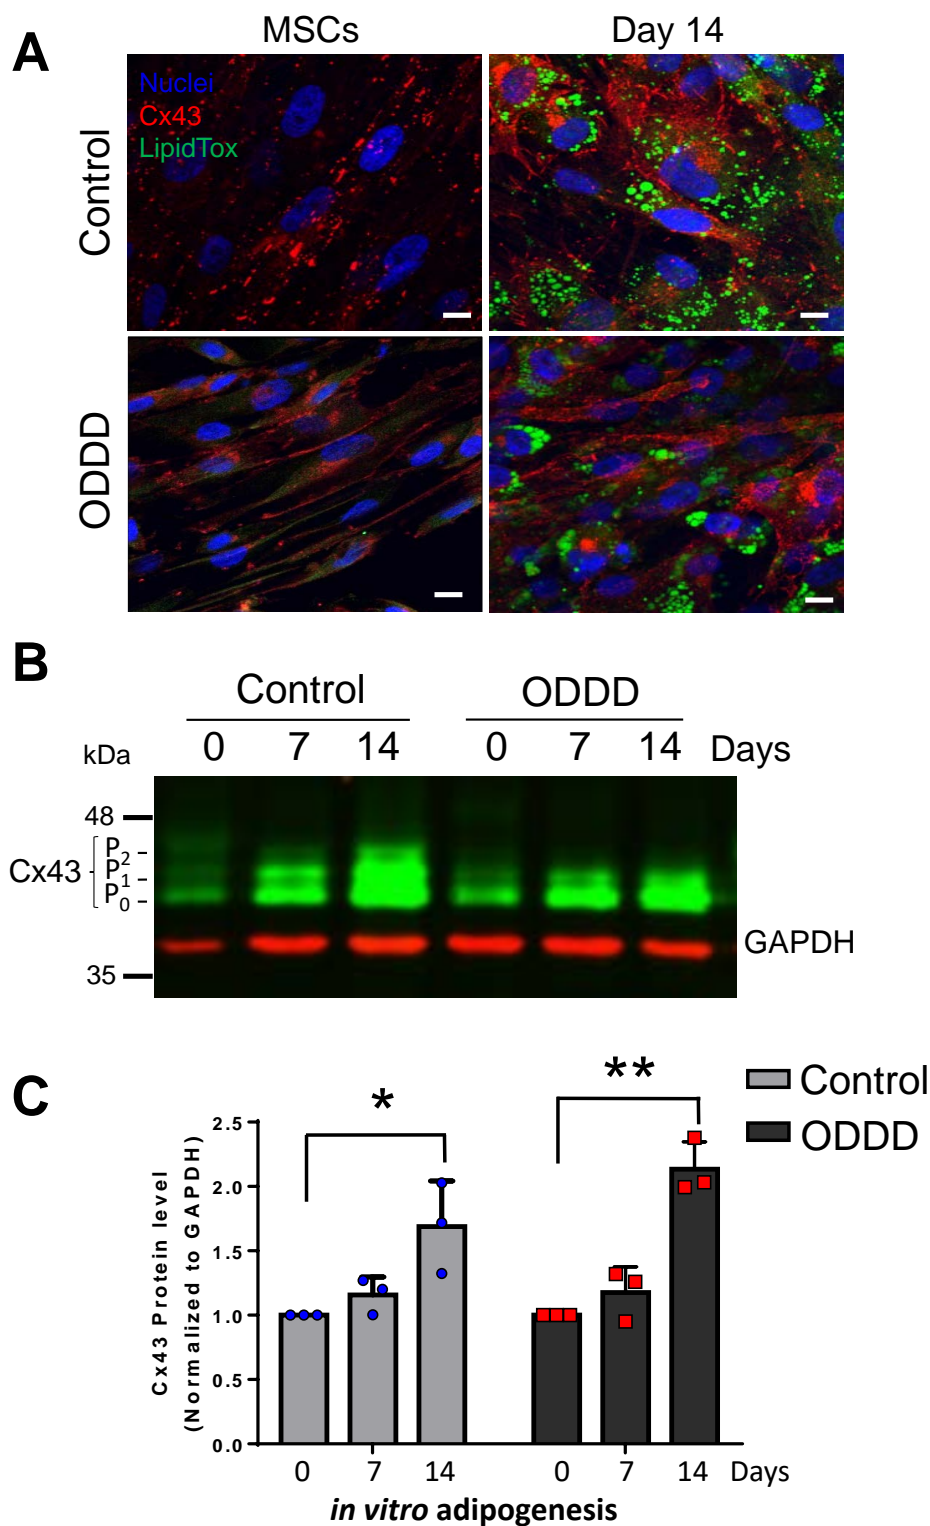 A
MSCs
Day 14
Control
Nuclei
Cx43
LipidTox
ODDD
B
Control
ODDD
kDa
0 7 14 0 7 14 Days
48
Cx43
P2
P1
P0
GAPDH
35
C
*
**
Control
ODDD
Cx43 Protein level
(Normalized to GAPDH)
2.5
2.0
1.5
1.0
0.5
0.0
0 7 14 0 7 14 Days
in vitro adipogenesis